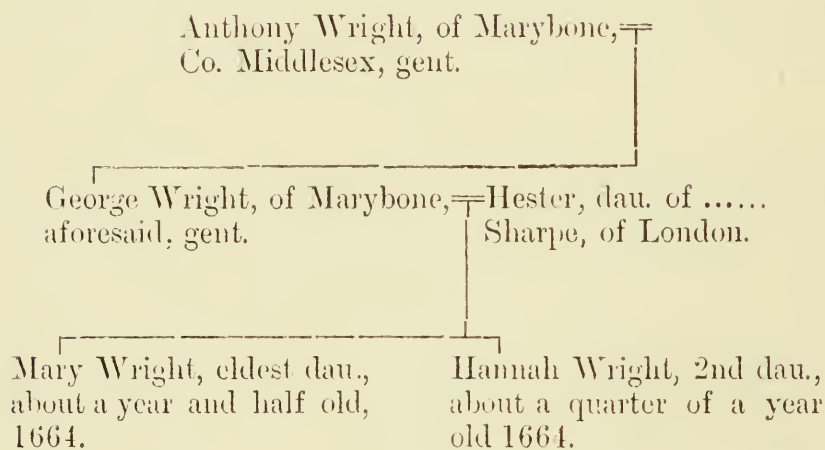 Anthony Wright, of Marybone,
Co. Middlesex, gent.
George Wright, of Marybone,
aforesaid, gent.
Hester, dau. of ......
Sharpe, of London.
Mary Wright, eldest dau.,
about a year and half old,
1664.
Hannah Wright, 2nd dau.,
about a quarter of a year
old 1664.